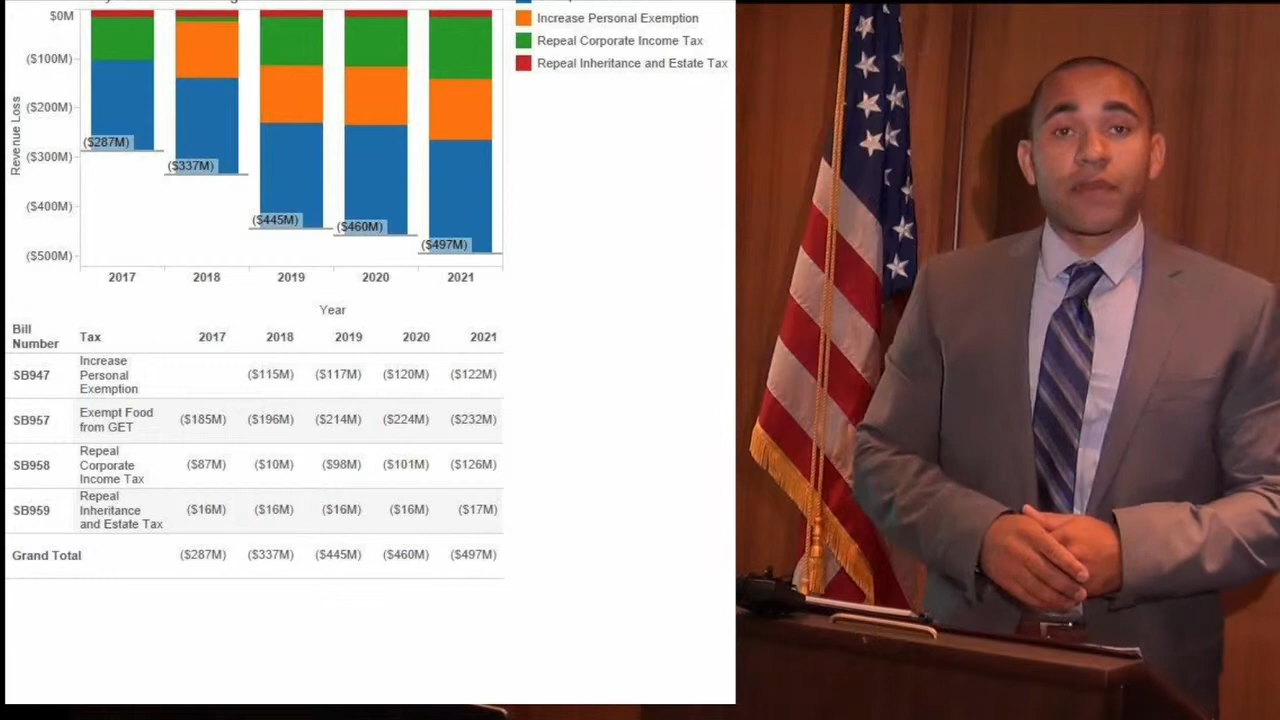 $0M
($100M)
($200M)
($300M)
($400M)
($500M)
Revenue Loss
($287M)
($337M)
($445M)
($460M)
($497M)
2017 2018 2019 2020 2021
Year
Increase Personal Exemption
Repeal Corporate Income Tax
Repeal Inheritance and Estate Tax
Bill Number Tax 2017 2018 2019 2020 2021
SB947 Increase Personal Exemption ($115M) ($117M) ($120M) ($122M)
SB957 Exempt Food from GET ($185M) ($196M) ($214M) ($224M) ($232M)
SB958 Repeal Corporate Income Tax ($87M) ($10M) ($98M) ($101M) ($126M)
SB959 Repeal Inheritance and Estate Tax ($16M) ($16M) ($16M) ($16M) ($17M)
Grand Total ($287M) ($337M) ($445M) ($460M) ($497M)